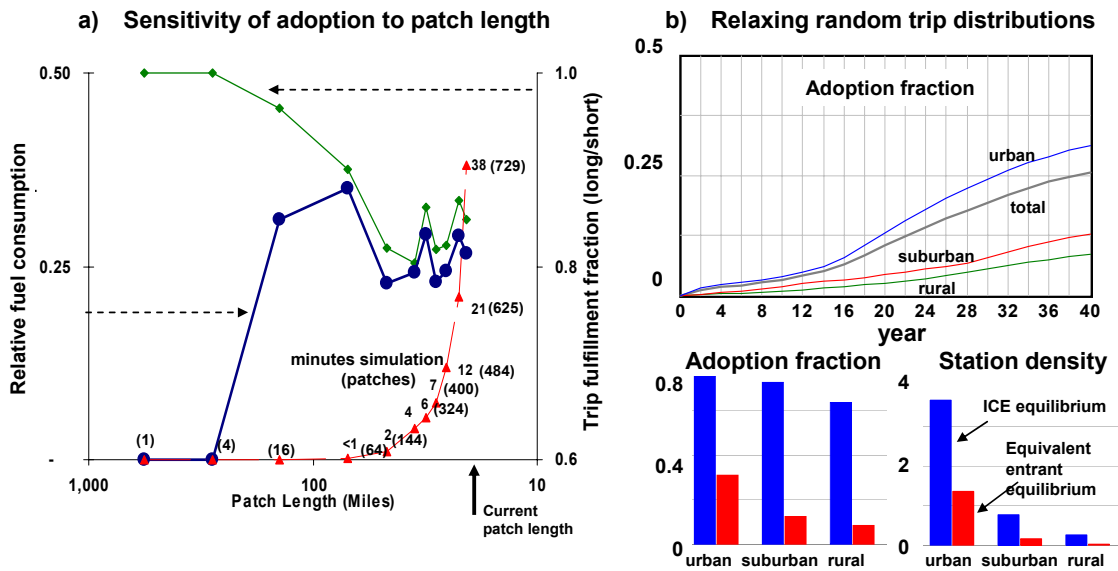 a) Sensitivity of adoption to patch length
0.50
0.25
-
Relative fuel consumption
1.0
0.8
0.6
Trip fulfillment fraction (long/short)
38 (729)
21 (625)
12 (484)
7 (400)
6 (324)
4
2 (144)
<1 (64)
(16)
(4)
(1)
minutes simulation
(patches)
1,000
100
10
Patch Length (Miles)
Current
patch length
b) Relaxing random trip distributions
0.5
0.25
0
Adoption fraction
urban
total
suburban
rural
0 4 8 12 16 20 24 28 32 36 40
year
Adoption fraction
0.8
0.4
0
urban suburban rural
Station density
4
2
0
ICE equilibrium
Equivalent
entrant
equilibrium
urban suburban rural